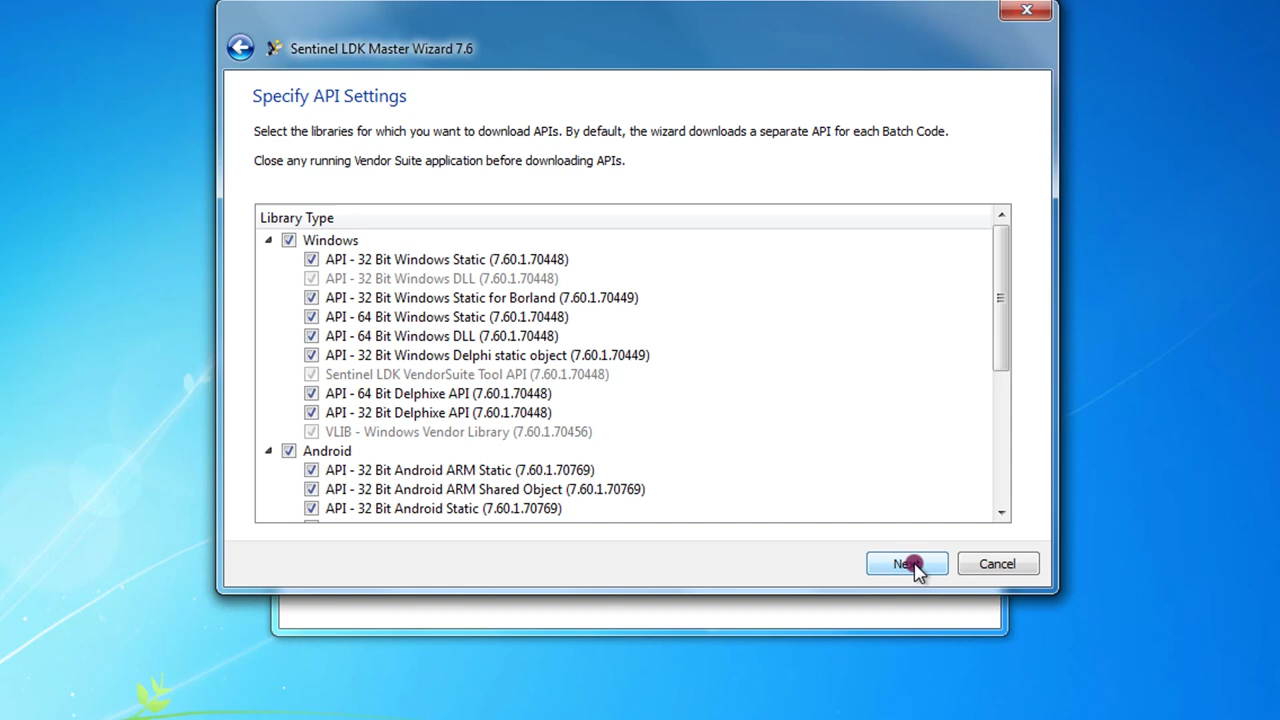 Sentinel LDK Master Wizard 7.6
Specify API Settings
Select the libraries for which you want to download APIs. By default, the wizard downloads a separate API for each Batch Code.
Close any running Vendor Suite application before downloading APIs.
Library Type
Windows
API - 32 Bit Windows Static (7.60.1.70448)
API - 32 Bit Windows DLL (7.60.1.70448)
API - 32 Bit Windows Static for Borland (7.60.1.70449)
API - 64 Bit Windows Static (7.60.1.70448)
API - 64 Bit Windows DLL (7.60.1.70448)
API - 32 Bit Windows Delphi static object (7.60.1.70449)
Sentinel LDK VendorSuite Tool API (7.60.1.70448)
API - 64 Bit Delphixe API (7.60.1.70448)
API - 32 Bit Delphixe API (7.60.1.70448)
VLIB - Windows Vendor Library (7.60.1.70456)
Android
API - 32 Bit Android ARM Static (7.60.1.70769)
API - 32 Bit Android ARM Shared Object (7.60.1.70769)
API - 32 Bit Android Static (7.60.1.70769)
Next Cancel